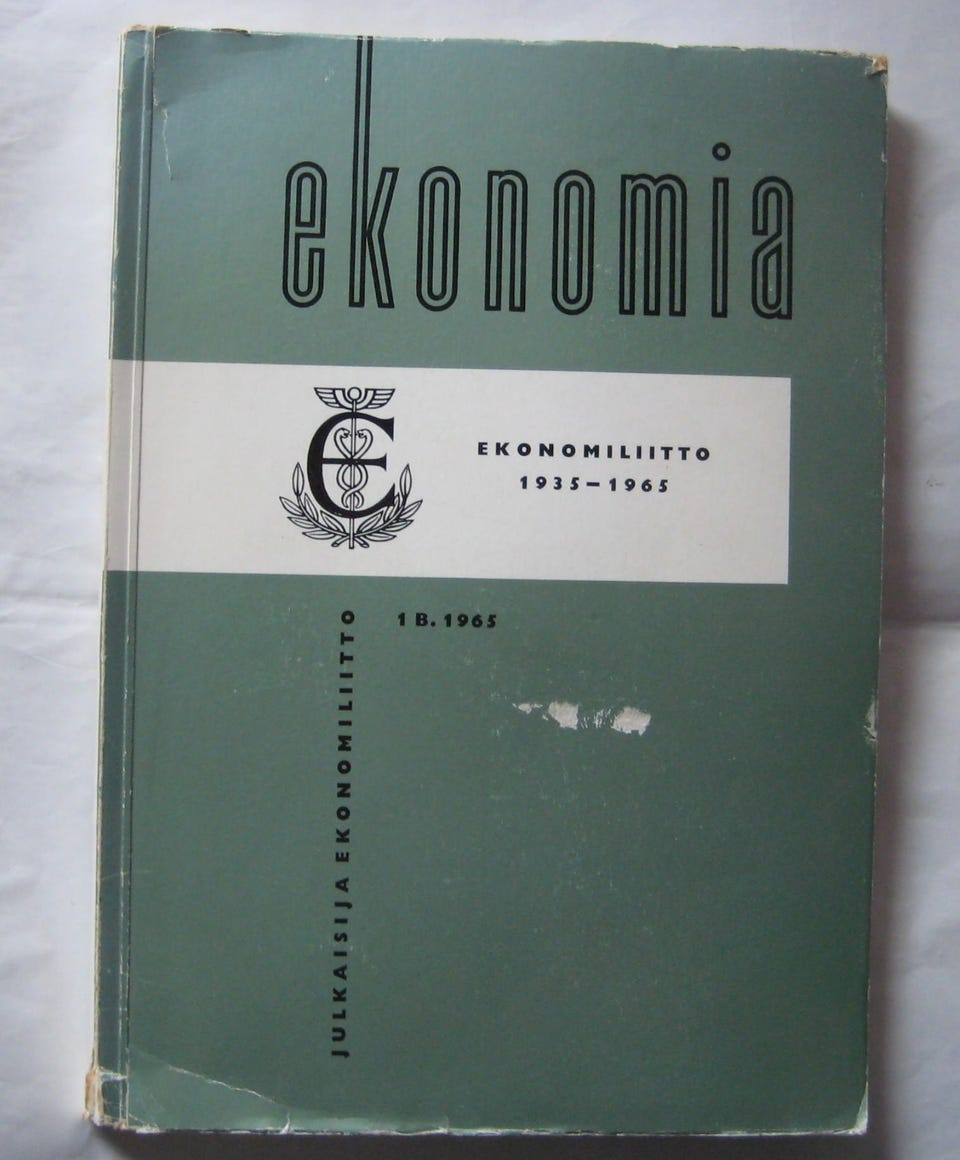 ekonomia
E
EKONOMILIITTO
1935–1965
1 B. 1965
JULKAISIJA EKONOMILIITTO